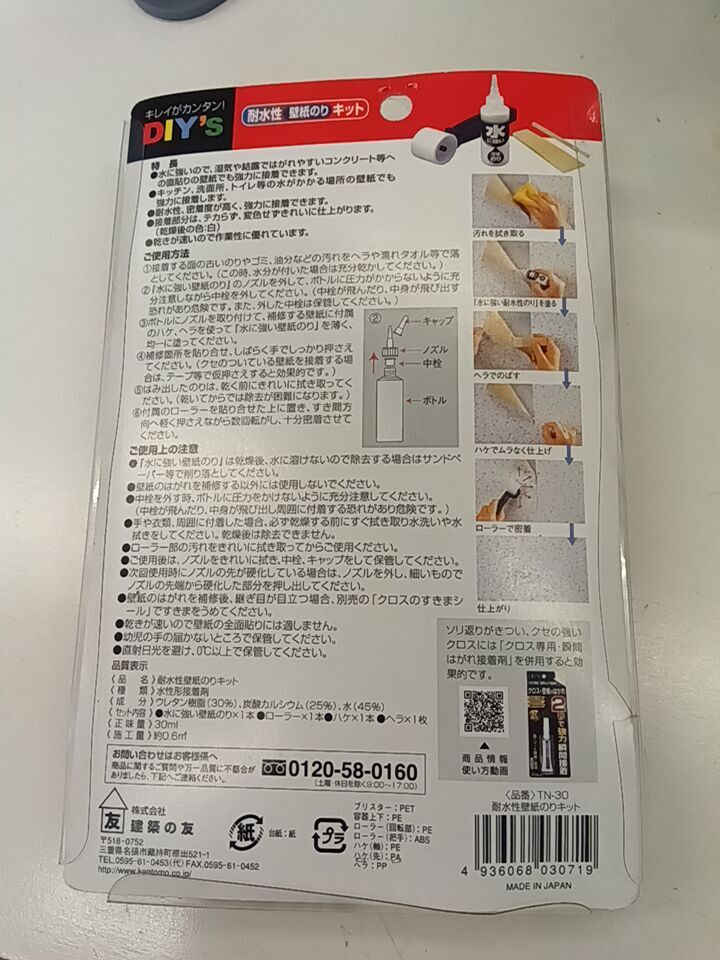 キレイがカンタン!
DIY's
耐水性 壁紙のり キット
特 長
●水に強いので、湿気や結露ではがれやすいコンクリート等へ
の直貼りの壁紙でも強力に接着できます。
●キッチン、洗面所、トイレ等の水がかかる場所の壁紙でも
強力に接着します。
●耐水性、密着度が高く、強力に接着できます。
●接着部分は、テカらず、変色せずきれいに仕上がります。
(乾燥後の色:白)
●乾きが速いので作業性に優れています。
ご使用方法
①接着する面の古いのりやゴミ、油分などの汚れをヘラや濡れタオル等で落
としてください。(この時、水分が付いた場合は充分乾かしてください。)
②『水に強い壁紙のり』のノズルを外して、ボトルに圧力がかからないように充
分注意しながら中栓を外してください。(中栓が飛んだり、中身が飛び出す
恐れがあり危険です。また、外した中栓は保管してください。)
③ボトルにノズルを取り付けて、補修する壁紙に付属
のハケ、ヘラを使って『水に強い壁紙のり』を薄く、
均一に塗ってください。
④補修箇所を貼り合せ、しばらく手でしっかり押さえ
てください。(クセのついている壁紙を接着する場
合は、テープ等で仮押さえすると効果的です。)
⑤はみ出したのりは、乾く前にきれいに拭き取ってく
ださい。(乾いてからでは除去が困難になります。)
⑥付属のローラーを貼り合せた上に置き、すき間方
向へ軽く押さえながら数回転がし、十分密着させて
ください。
②
キャップ
ノズル
中栓
ボトル
ご使用上の注意
●『水に強い壁紙のり』は乾燥後、水に溶けないので除去する場合はサンドペ
ーパー等で削り落としてください。
●壁紙のはがれを補修する以外には使用しないでください。
●中栓を外す時、ボトルに圧力をかけないように充分注意してください。
(中栓が飛んだり、中身が飛び出し周囲に付着する恐れがあり危険です。)
●手や衣類、周囲に付着した場合、必ず乾燥する前にすぐ拭き取り水洗いや水
拭きをしてください。乾燥後は除去できません。
●ローラー部の汚れをきれいに拭き取ってからご使用ください。
●ご使用後は、ノズルをきれいに拭き、中栓、キャップをして保管してください。
●次回使用時にノズルの先が硬化している場合は、ノズルを外し、細いもので
ノズルの先端から硬化した部分を押し出してください。
●壁紙のはがれを補修後、継ぎ目が目立つ場合、別売の「クロスのすきまシ
ール」ですきまをうめてください。
●乾きが速いので壁紙の全面貼りには適しません。
●幼児の手の届かないところで保管してください。
●直射日光を避け、0℃以上で保管してください。
品質表示
〈品 名〉耐水性壁紙のりキット
〈種 類〉水性形接着剤
〈成 分〉ウレタン樹脂(30%)、炭酸カルシウム(25%)、水(45%)
〈セット内容〉●水に強い壁紙のり×1本●ローラー×1本●ハケ×1本●ヘラ×1枚
〈正 味 量〉30ml
〈施 工 量〉約0.6㎡
お問い合わせはお客様係へ
商品に関するご質問や万一品質に不都合が
ありましたら、下記へご連絡ください。
0120-58-0160
(土曜・休日を除く9:00〜17:00)
友
株式会社
建築の友
〒518-0752
三重県名張市蔵持町原出521-1
TEL.0595-61-0453(代) FAX.0595-61-0452
http://www.kentomo.co.jp/
紙
台紙:紙
プラ
ブリスター:PET
容器上下:PE
ローラー(回転部):PE
ローラー(把手):ABS
ハケ(軸):PE
ハケ(先):PA
ヘラ:PP
水
汚れを拭き取る
「水に強い耐水性のり」を塗る
ヘラでのばす
ハケでムラなく仕上げ
ローラーで密着
仕上がり
ソリ返りがきつい、クセの強い
クロスには「クロス専用・瞬間
はがれ接着剤」を併用すると効
果的です。
商品情報
使い方動画
クロス・壁紙のはがれ
2
強力瞬間接着
〈品番〉TN-30
耐水性壁紙のりキット
4 936068 030719
MADE IN JAPAN